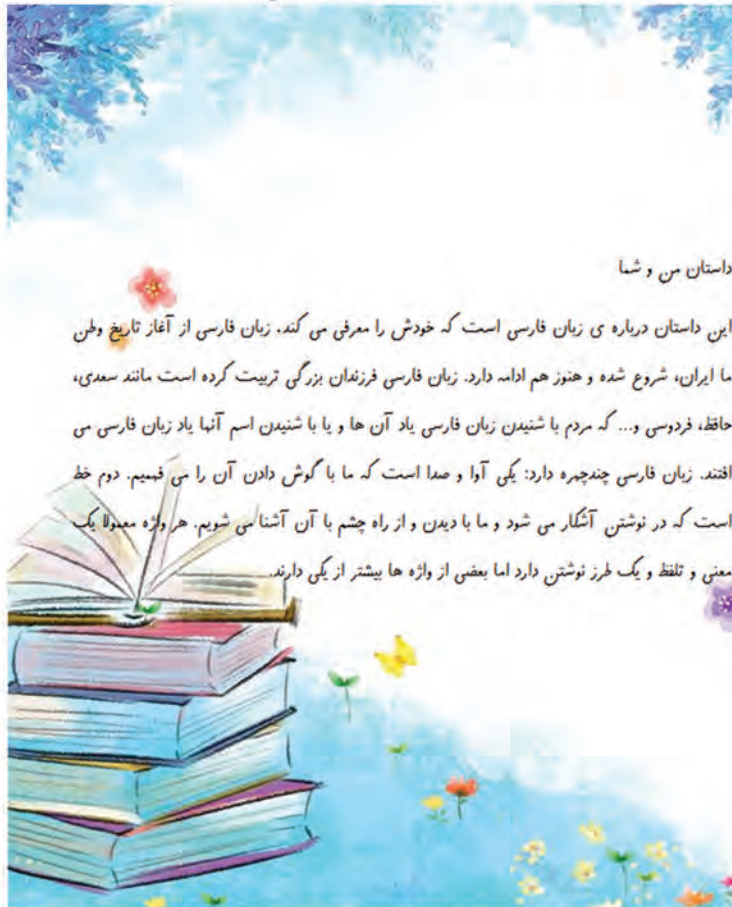 داستان من و شما
این داستان درباره ی زبان فارسی است که خودش را معرفی می کند. زبان فارسی از آغاز تاریخ وطن
ما ایران، شروع شده و هنوز هم ادامه دارد. زبان فارسی فرزندان بزرگی تربیت کرده است مانند سعدی،
حافظ، فردوسی و... که مردم با شنیدن زبان فارسی یاد آن ها و یا با شنیدن اسم آنها یاد زبان فارسی می
افتند. زبان فارسی چندچهره دارد: یکی آوا و صدا است که ما با گوش دادن آن را می فهمیم. دوم خط
است که در نوشتن آشکار می شود و ما با دیدن و از راه چشم با آن آشنا می شویم. هر واژه معمولا یک
معنی و تلفظ و یک طرز نوشتن دارد اما بعضی از واژه ها بیشتر از یکی دارند.